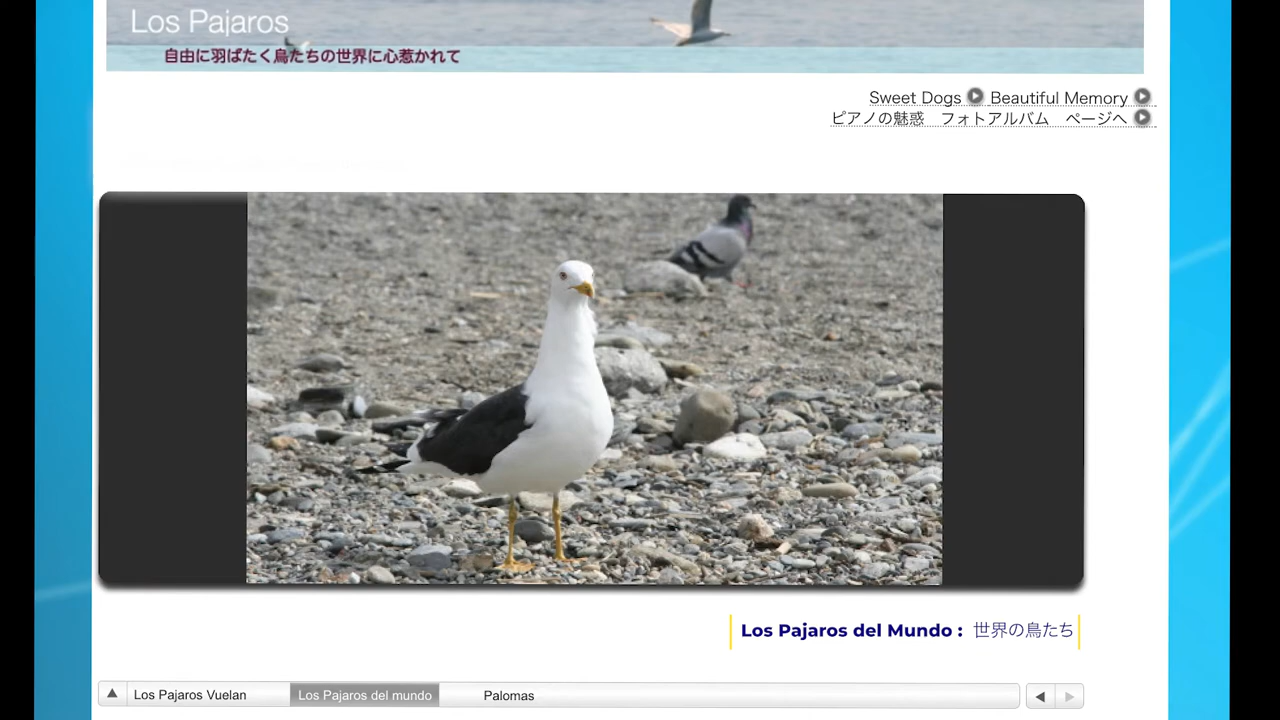 Los Pajaros
自由に羽ばたく鳥たちの世界に心惹かれて
Sweet Dogs Beautiful Memory
ピアノの魅惑　フォトアルバム　ページへ
Los Pajaros del Mundo : 世界の鳥たち
Los Pajaros Vuelan Los Pajaros del mundo Palomas